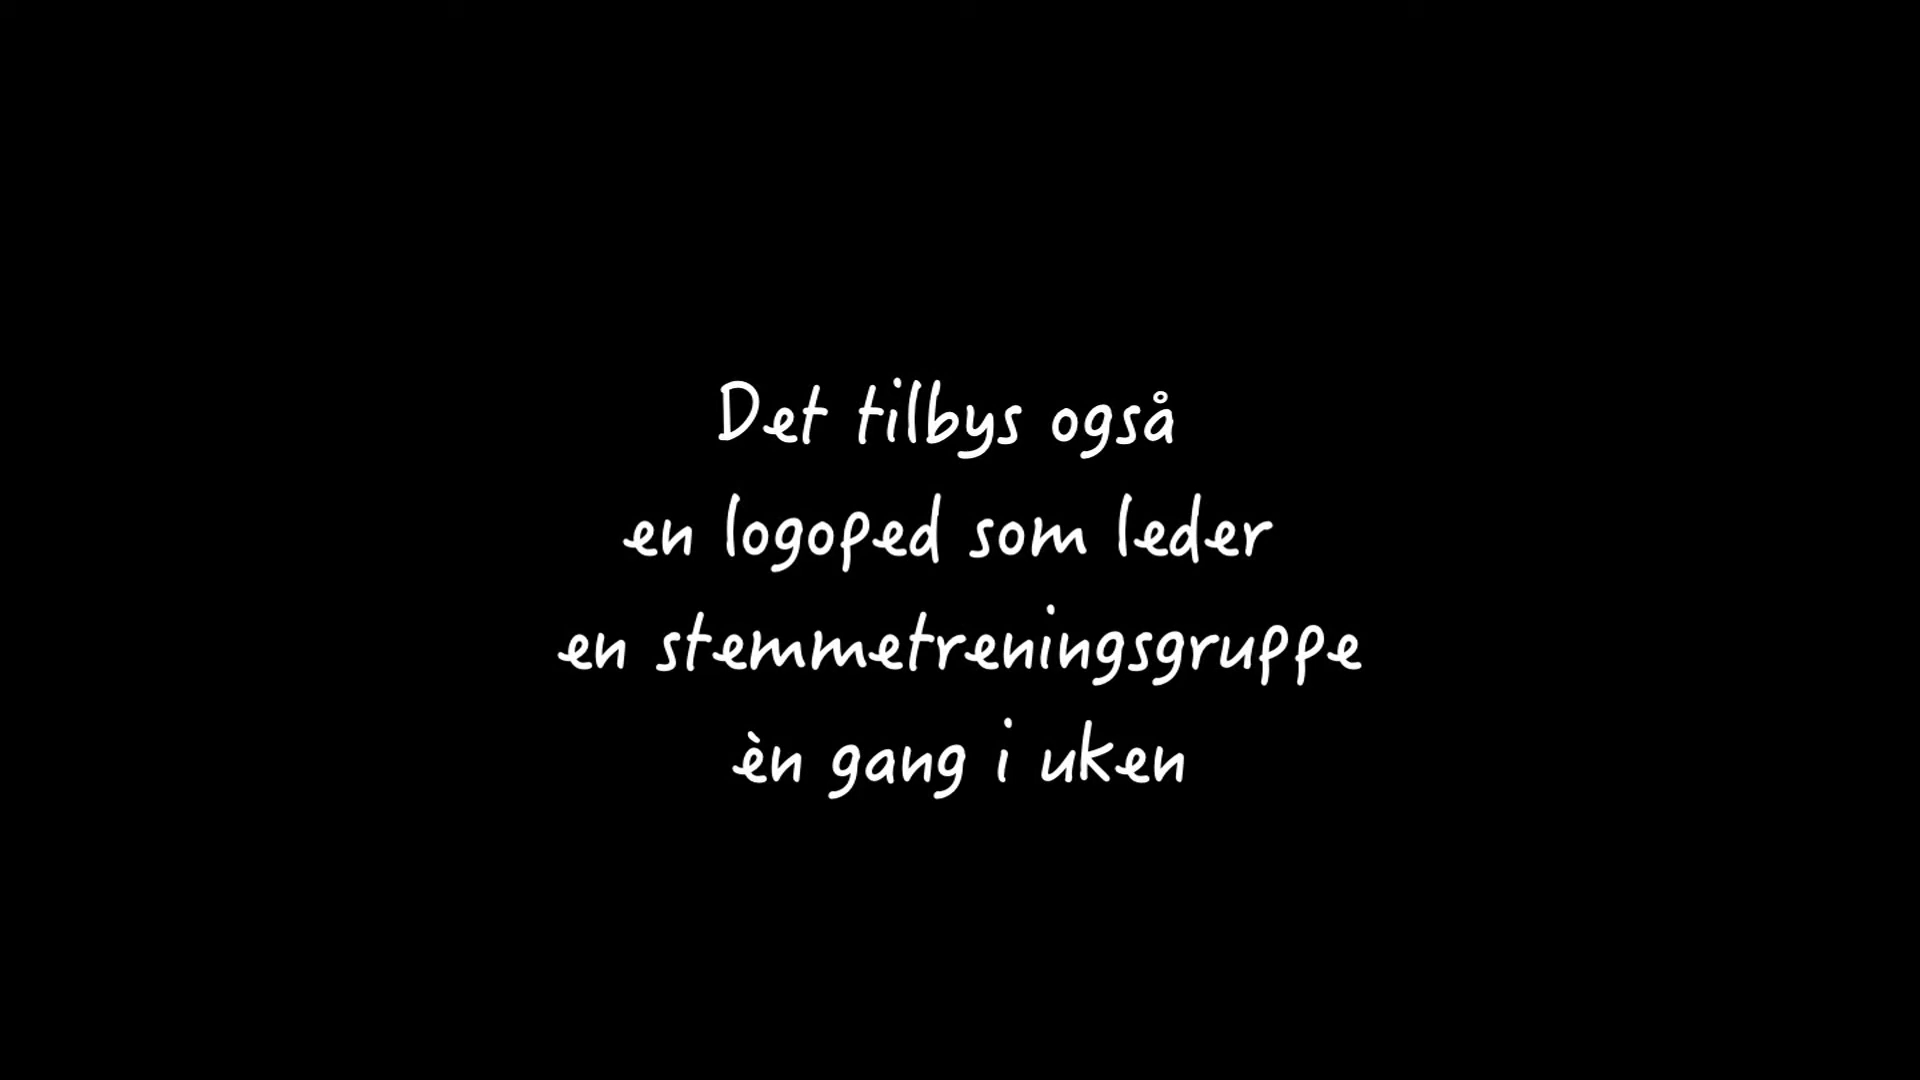 Det tilbys også
en logoped som leder
en stemmetreningsgruppe
èn gang i uken